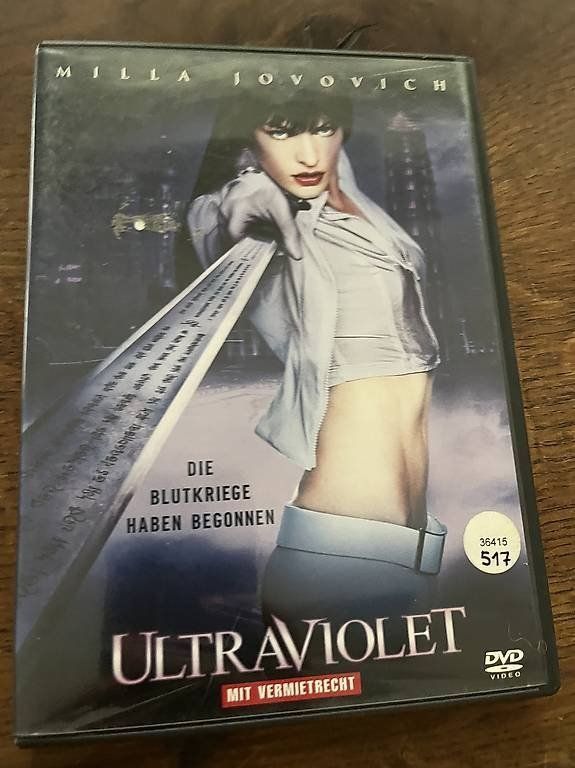 MILLA JOVOVICH
DIE
BLUTKRIEGE
HABEN BEGONNEN
36415
517
ULTRAVIOLET
MIT VERMIETRECHT
DVD
VIDEO